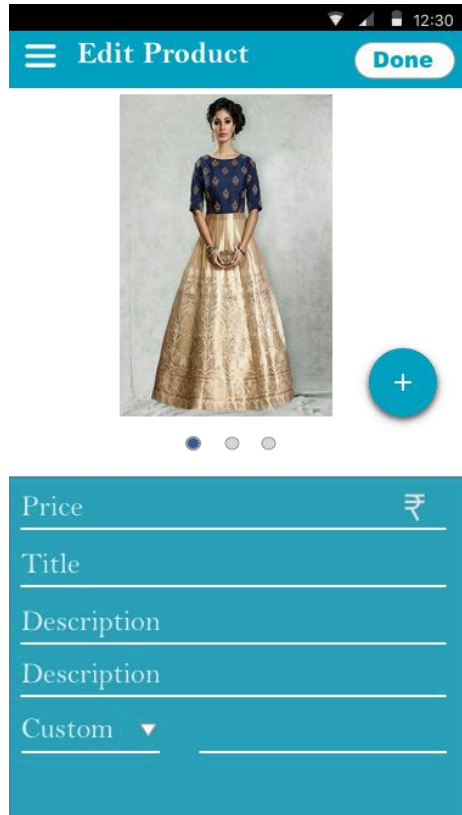 12:30
Edit Product Done
+
Price ₹
Title
Description
Description
Custom